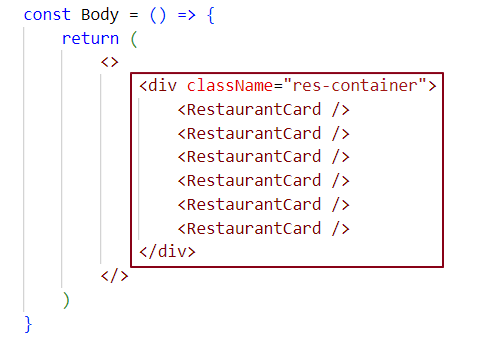 const Body = () => {
return (
<>
<div className="res-container">
<RestaurantCard />
<RestaurantCard />
<RestaurantCard />
<RestaurantCard />
<RestaurantCard />
<RestaurantCard />
</div>
</>
)
}